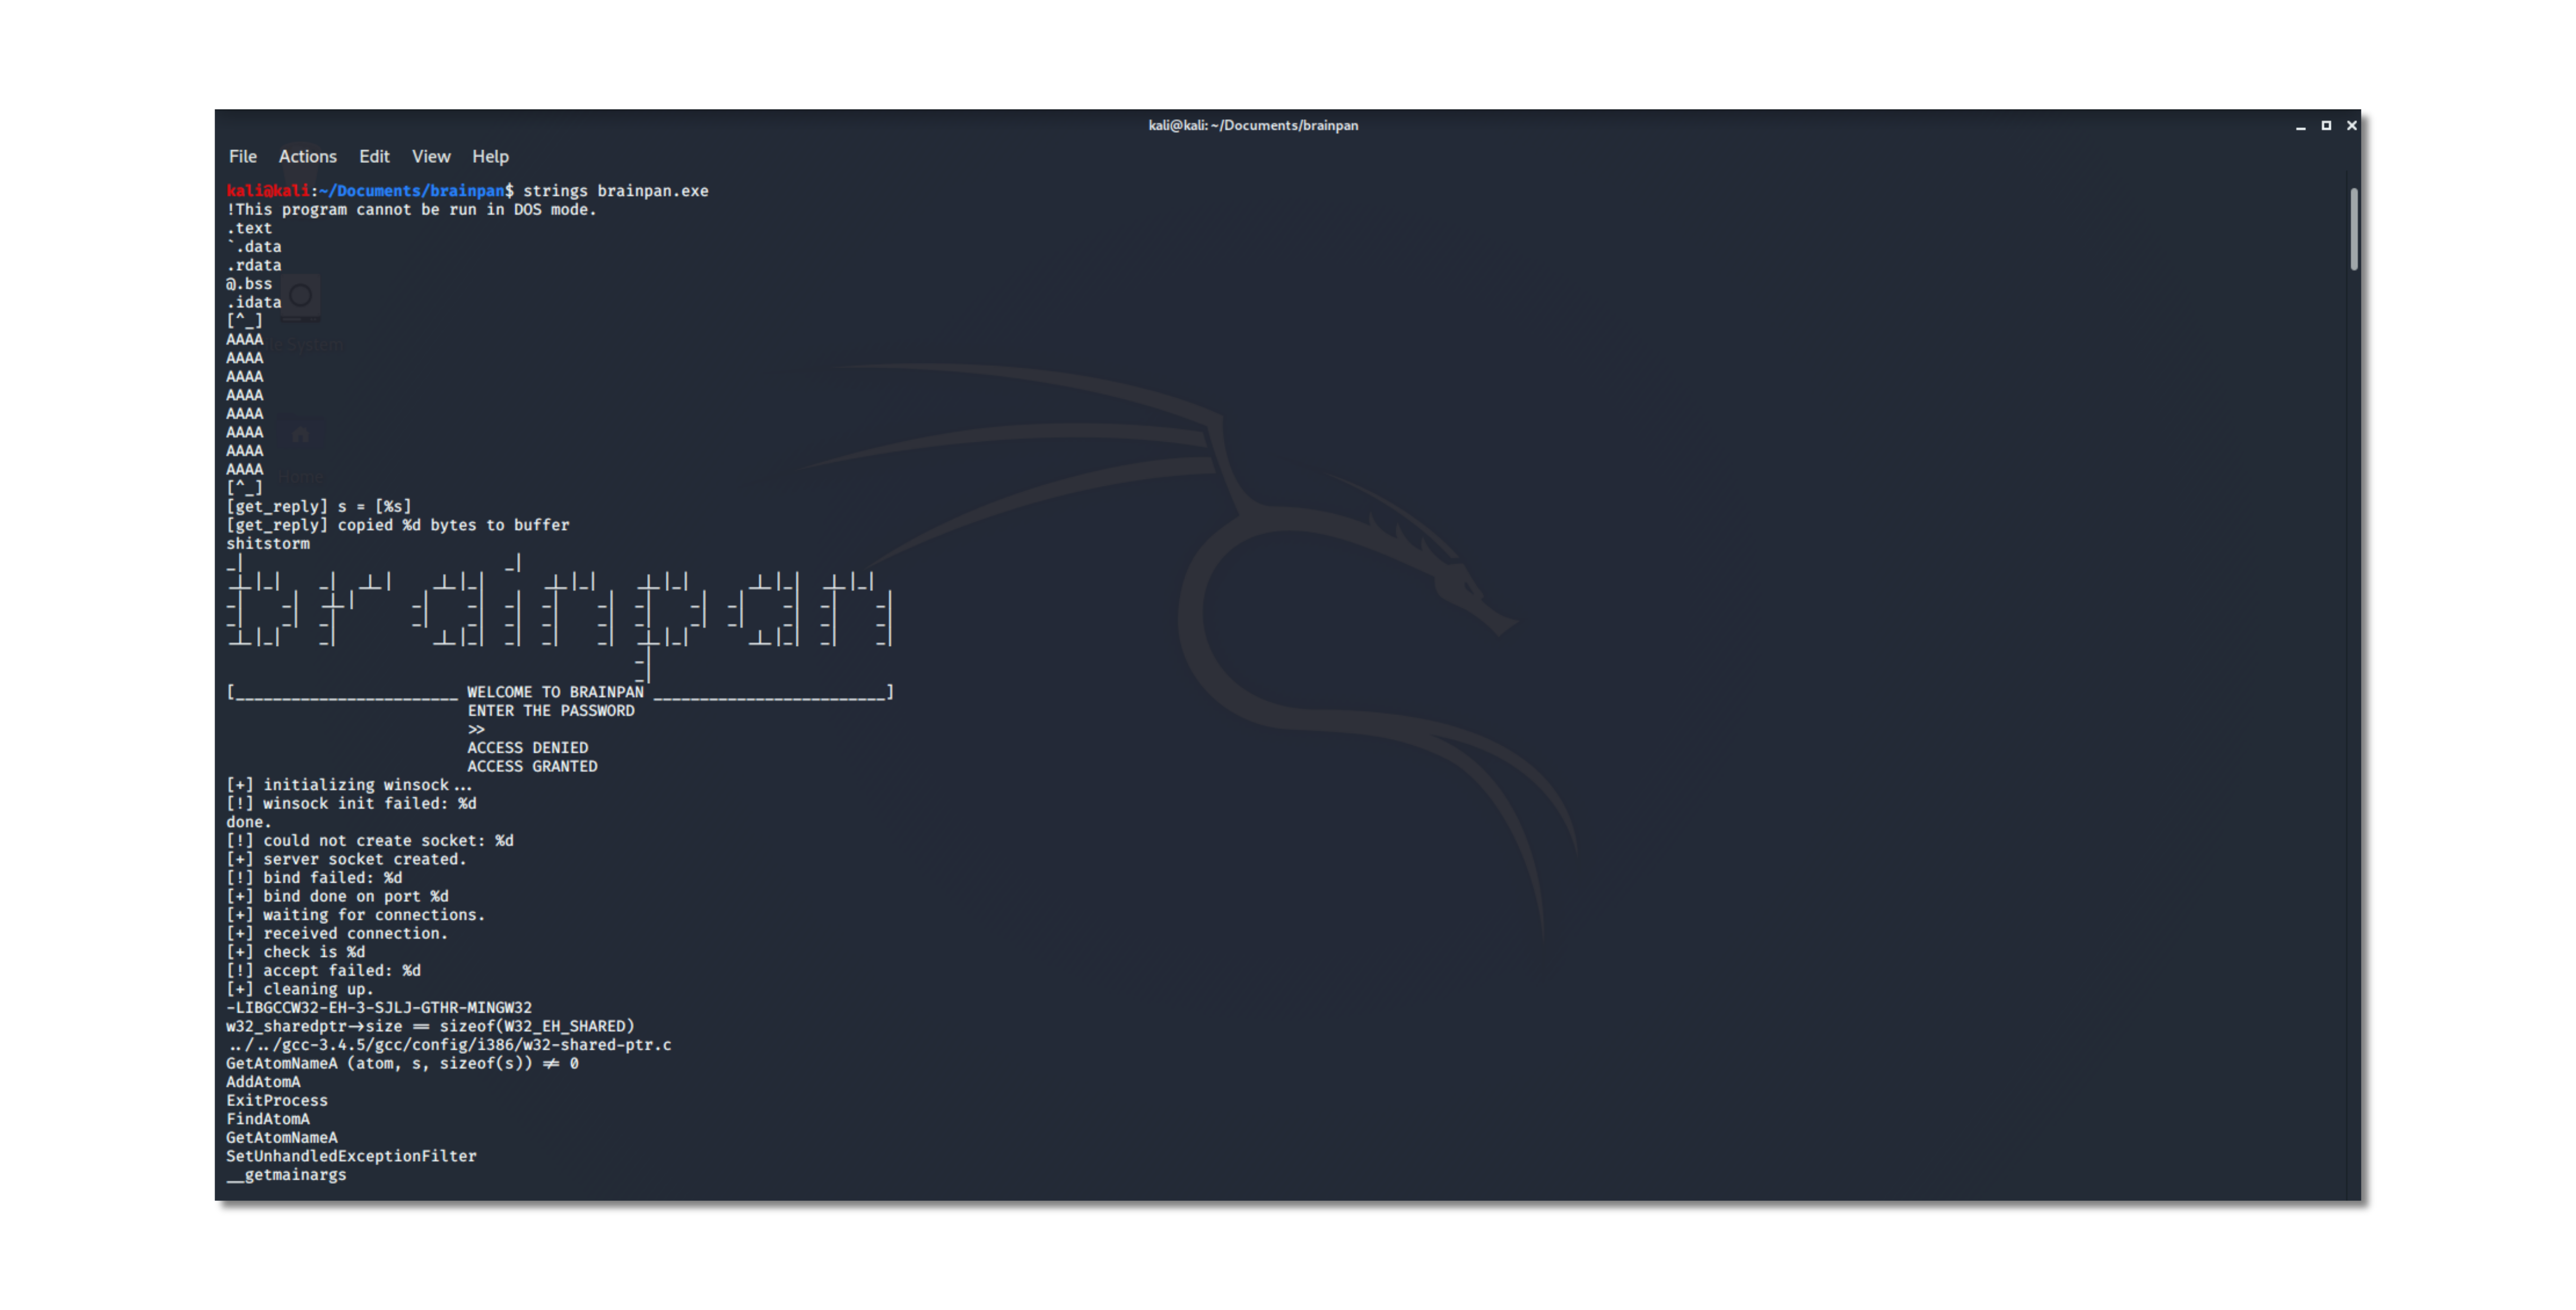 kali@kali: ~/Documents/brainpan
File Actions Edit View Help
kali@kali:~/Documents/brainpan$ strings brainpan.exe
!This program cannot be run in DOS mode.
.text
`.data
.rdata
@.bss
.idata
[^_]
AAAA
AAAA
AAAA
AAAA
AAAA
AAAA
AAAA
AAAA
[^_]
[get_reply] s = [%s]
[get_reply] copied %d bytes to buffer
shitstorm
brainpan
[________________________ WELCOME TO BRAINPAN _________________________]
ENTER THE PASSWORD
>>
ACCESS DENIED
ACCESS GRANTED
[+] initializing winsock...
[!] winsock init failed: %d
done.
[!] could not create socket: %d
[+] server socket created.
[!] bind failed: %d
[+] bind done on port %d
[+] waiting for connections.
[+] received connection.
[+] check is %d
[!] accept failed: %d
[+] cleaning up.
-LIBGCCW32-EH-3-SJLJ-GTHR-MINGW32
w32_sharedptr->size == sizeof(W32_EH_SHARED)
../../gcc-3.4.5/gcc/config/i386/w32-shared-ptr.c
GetAtomNameA (atom, s, sizeof(s)) != 0
AddAtomA
ExitProcess
FindAtomA
GetAtomNameA
SetUnhandledExceptionFilter
__getmainargs